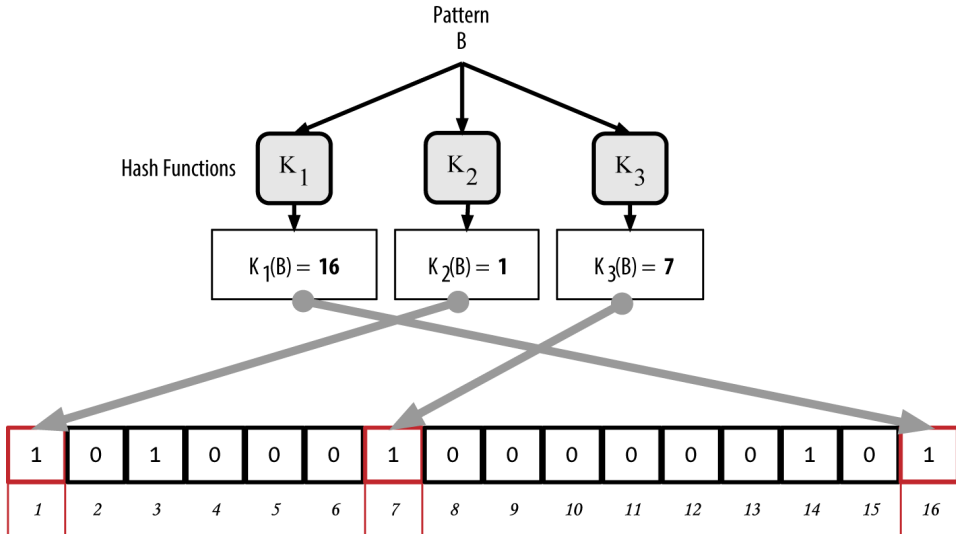 Pattern
B
Hash Functions
K1
K2
K3
K1(B) = 16
K2(B) = 1
K3(B) = 7
1 0 1 0 0 0 1 0 0 0 0 0 0 1 0 1
1 2 3 4 5 6 7 8 9 10 11 12 13 14 15 16